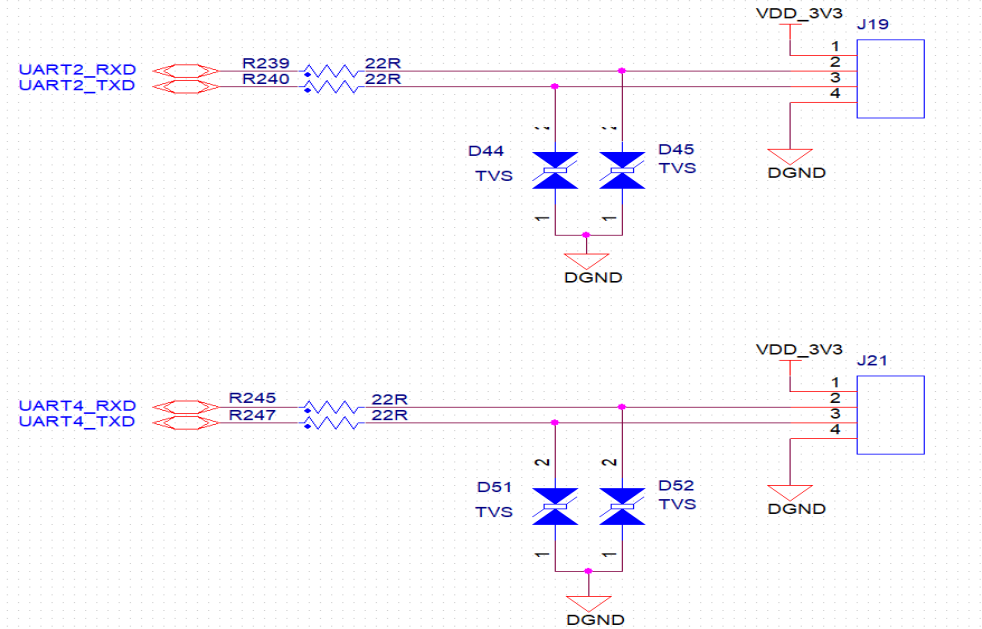 VDD_3V3
J19
1
UART2_RXD R239 22R 2
UART2_TXD R240 22R 3
4
D44 D45
TVS TVS
DGND
1 1
DGND
VDD_3V3
J21
1
UART4_RXD R245 22R 2
UART4_TXD R247 22R 3
4
2 2
D51 D52
TVS TVS
DGND
1 1
DGND